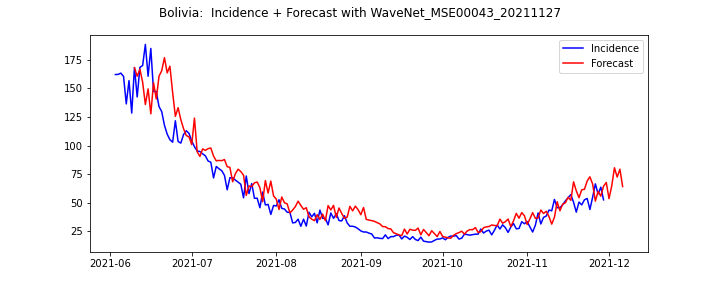 Bolivia:  Incidence + Forecast with WaveNet_MSE00043_20211127
Incidence
Forecast
175
150
125
100
75
50
25
2021-06 2021-07 2021-08 2021-09 2021-10 2021-11 2021-12